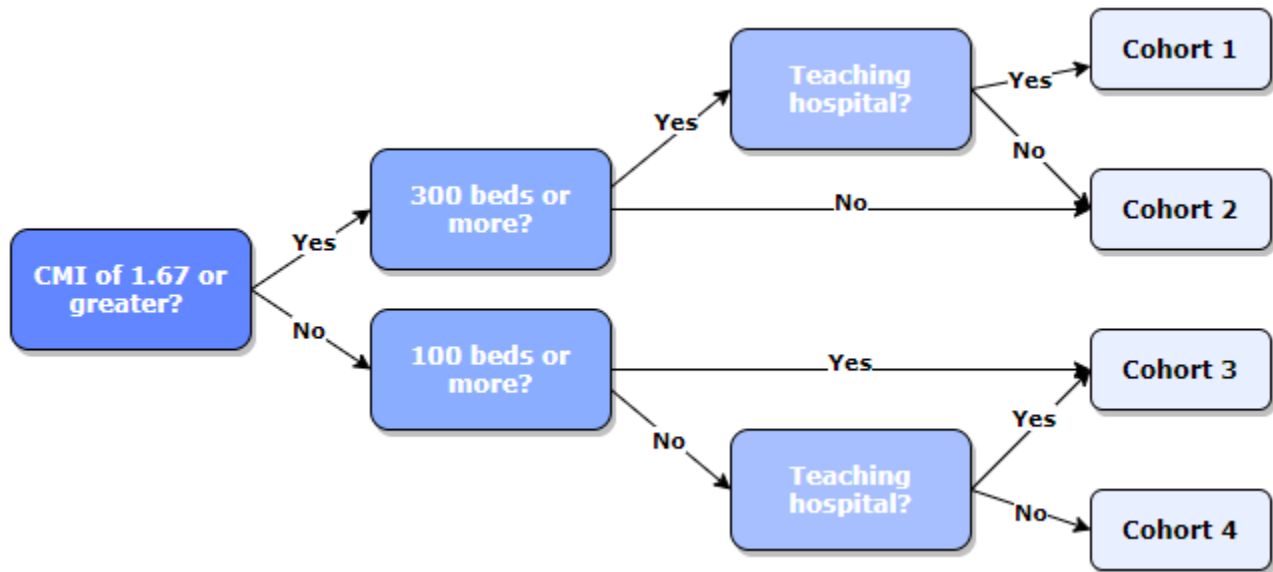 CMI of 1.67 or
greater?
Yes
No
300 beds or
more?
Yes
No
100 beds or
more?
Yes
No
Teaching
hospital?
Yes
No
Teaching
hospital?
Yes
No
Cohort 1
Cohort 2
Cohort 3
Cohort 4